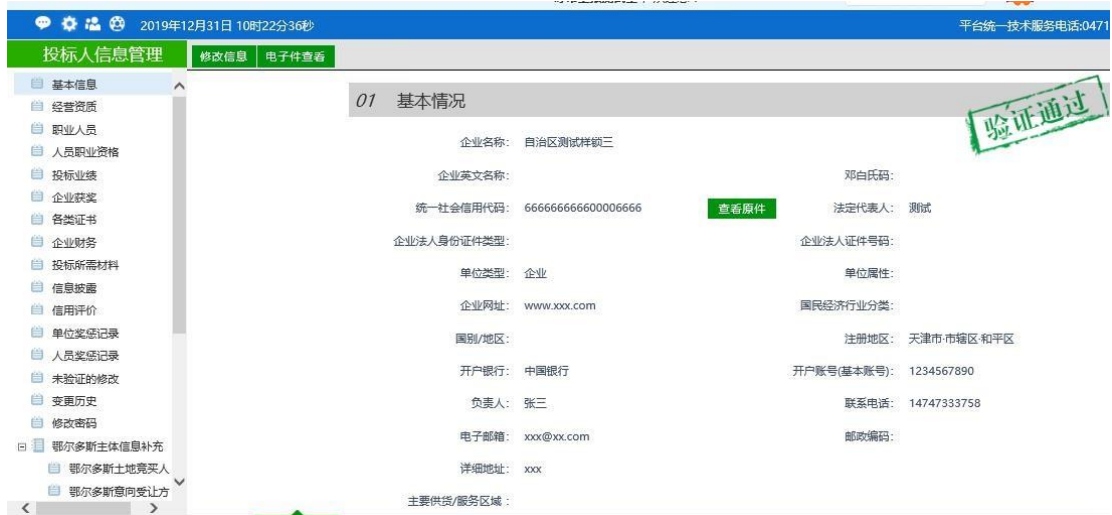 2019年12月31日 10时22分36秒
平台统一技术服务电话:0471
投标人信息管理
修改信息
电子件查看
基本信息
经营资质
职业人员
人员职业资格
投标业绩
企业获奖
各类证书
企业财务
投标所需材料
信息披露
信用评价
单位奖惩记录
人员奖惩记录
未验证的修改
变更历史
修改密码
鄂尔多斯主体信息补充
鄂尔多斯土地竞买人
鄂尔多斯意向受让方
01 基本情况
验证通过
企业名称: 自治区测试样锁三
企业英文名称: 邓白氏码:
统一社会信用代码: 666666666600006666 查看原件 法定代表人: 测试
企业法人身份证件类型: 企业法人证件号码:
单位类型: 企业 单位属性:
企业网址: www.xxx.com 国民经济行业分类:
国别/地区: 注册地区: 天津市·市辖区·和平区
开户银行: 中国银行 开户账号(基本账号): 1234567890
负责人: 张三 联系电话: 14747333758
电子邮箱: xxx@xx.com 邮政编码:
详细地址: xxx
主要供货/服务区域: